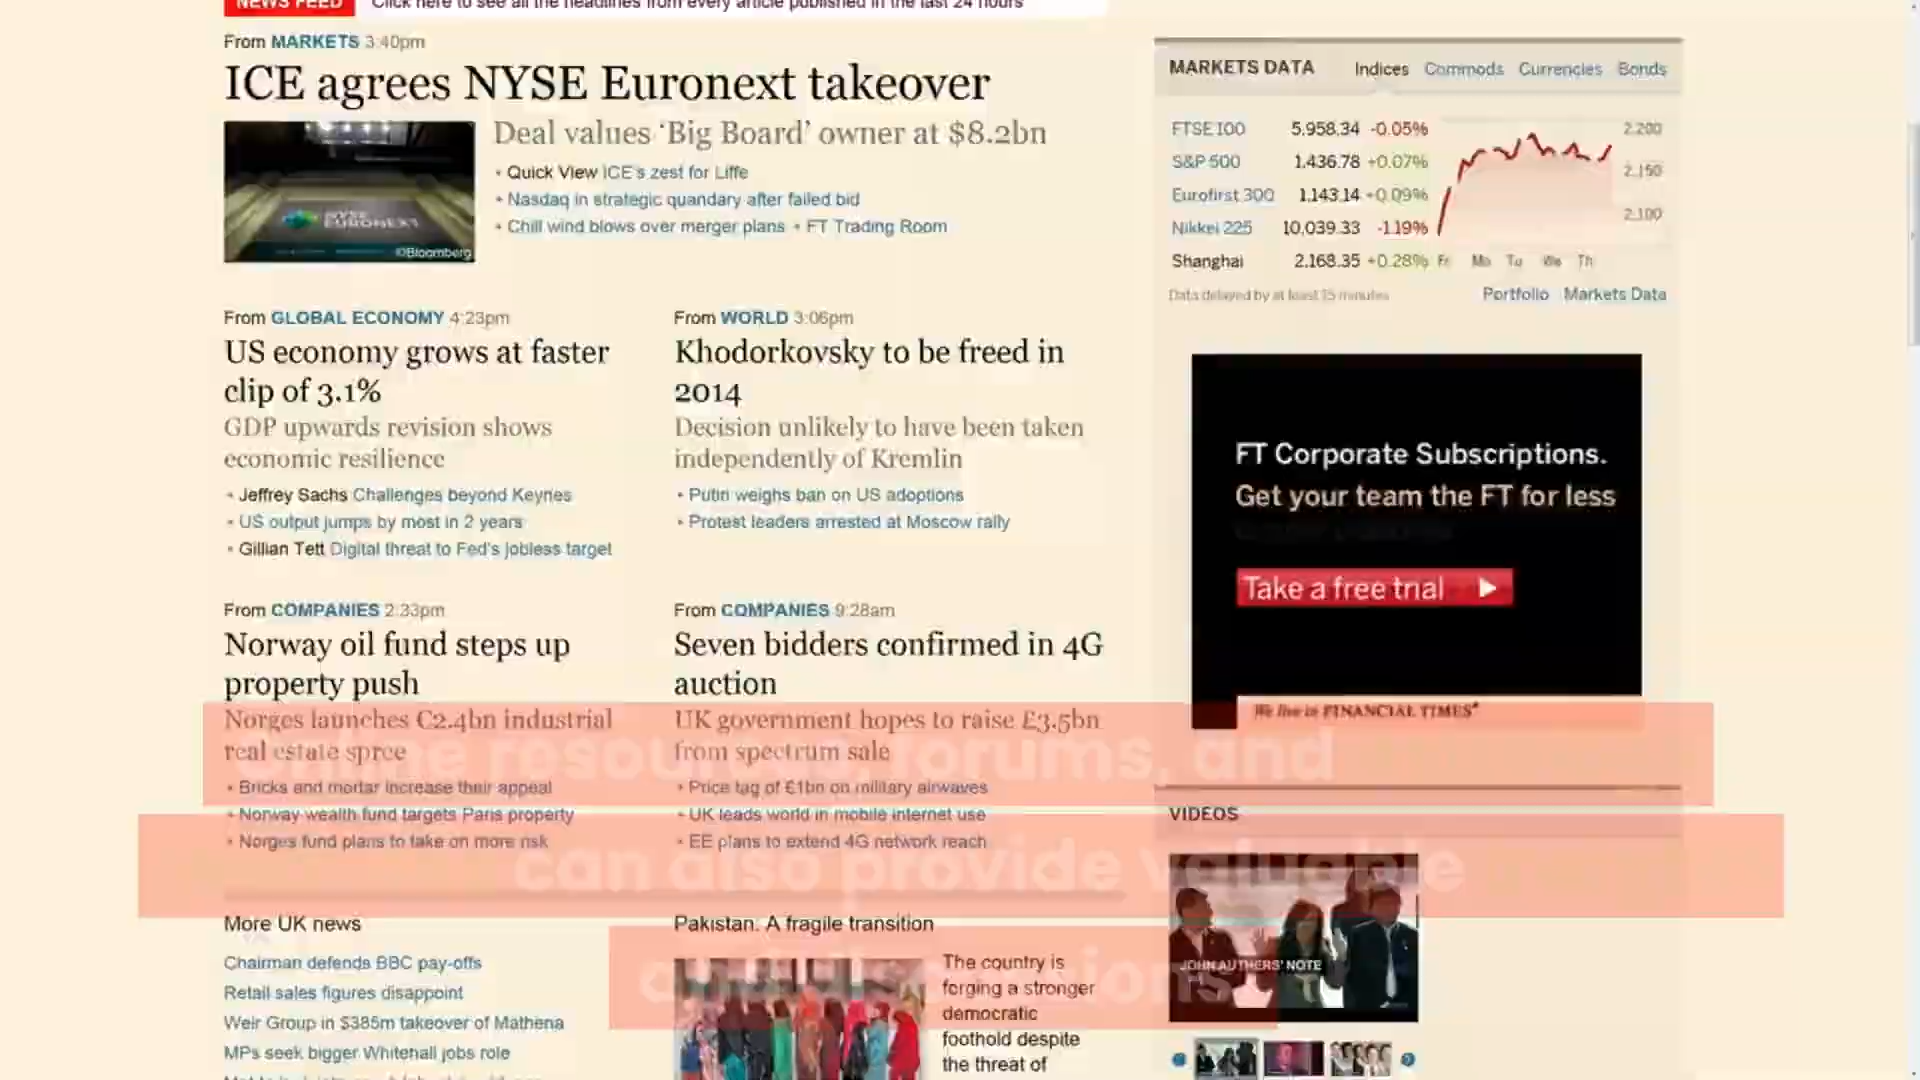 NEWS FEED Click here to see all the headlines from every article published in the last 24 hours
From MARKETS 3:40pm
ICE agrees NYSE Euronext takeover
Deal values ‘Big Board’ owner at $8.2bn
• Quick View ICE's zest for Liffe
• Nasdaq in strategic quandary after failed bid
• Chill wind blows over merger plans • FT Trading Room
NYSE
EURONEXT
©Bloomberg
From GLOBAL ECONOMY 4:23pm
US economy grows at faster
clip of 3.1%
GDP upwards revision shows
economic resilience
• Jeffrey Sachs Challenges beyond Keynes
• US output jumps by most in 2 years
• Gillian Tett Digital threat to Fed's jobless target
From WORLD 3:06pm
Khodorkovsky to be freed in
2014
Decision unlikely to have been taken
independently of Kremlin
• Putin weighs ban on US adoptions
• Protest leaders arrested at Moscow rally
From COMPANIES 2:33pm
Norway oil fund steps up
property push
Norges launches €2.4bn industrial
real estate spree
• Bricks and mortar increase their appeal
• Norway wealth fund targets Paris property
• Norges fund plans to take on more risk
From COMPANIES 9:28am
Seven bidders confirmed in 4G
auction
UK government hopes to raise £3.5bn
from spectrum sale
• Price tag of £1bn on military airwaves
• UK leads world in mobile internet use
• EE plans to extend 4G network reach
forums, and
can also provide valuable
More UK news
Chairman defends BBC pay-offs
Retail sales figures disappoint
Weir Group in $385m takeover of Mathena
MPs seek bigger Whitehall jobs role
Pakistan: A fragile transition
The country is
forging a stronger
democratic
foothold despite
the threat of
MARKETS DATA Indices Commods Currencies Bonds
FTSE 100 5,958.34 -0.05%
S&P 500 1,436.78 +0.07%
Eurofirst 300 1,143.14 +0.09%
Nikkei 225 10,039.33 -1.19%
Shanghai 2,168.35 +0.28%
2,200
2,150
2,100
Fr Mo Tu We Th
Data delayed by at least 15 minutes
Portfolio Markets Data
FT Corporate Subscriptions.
Get your team the FT for less
Take a free trial
We live in FINANCIAL TIMES®
VIDEOS
JOHN AUTHERS' NOTE